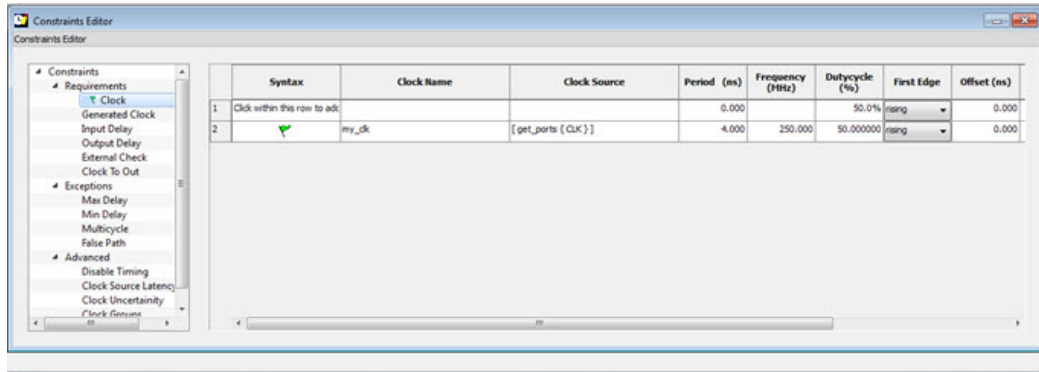 Constraints Editor
Constraints Editor
Constraints
Requirements
Clock
Generated Clock
Input Delay
Output Delay
External Check
Clock To Out
Exceptions
Max Delay
Min Delay
Multicycle
False Path
Advanced
Disable Timing
Clock Source Latency
Clock Uncertainity
Clock Groups
Syntax Clock Name Clock Source Period (ns) Frequency (MHz) Dutycycle (%) First Edge Offset (ns)
1 Click within this row to add 0.000 50.0% rising 0.000
2 my_clk [ get_ports { CLK } ] 4.000 250.000 50.000000 rising 0.000